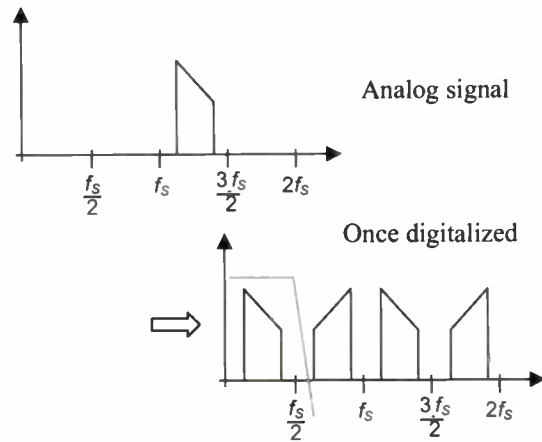 Analog signal
fs/2 fs 3fs/2 2fs
Once digitalized
fs/2 fs 3fs/2 2fs